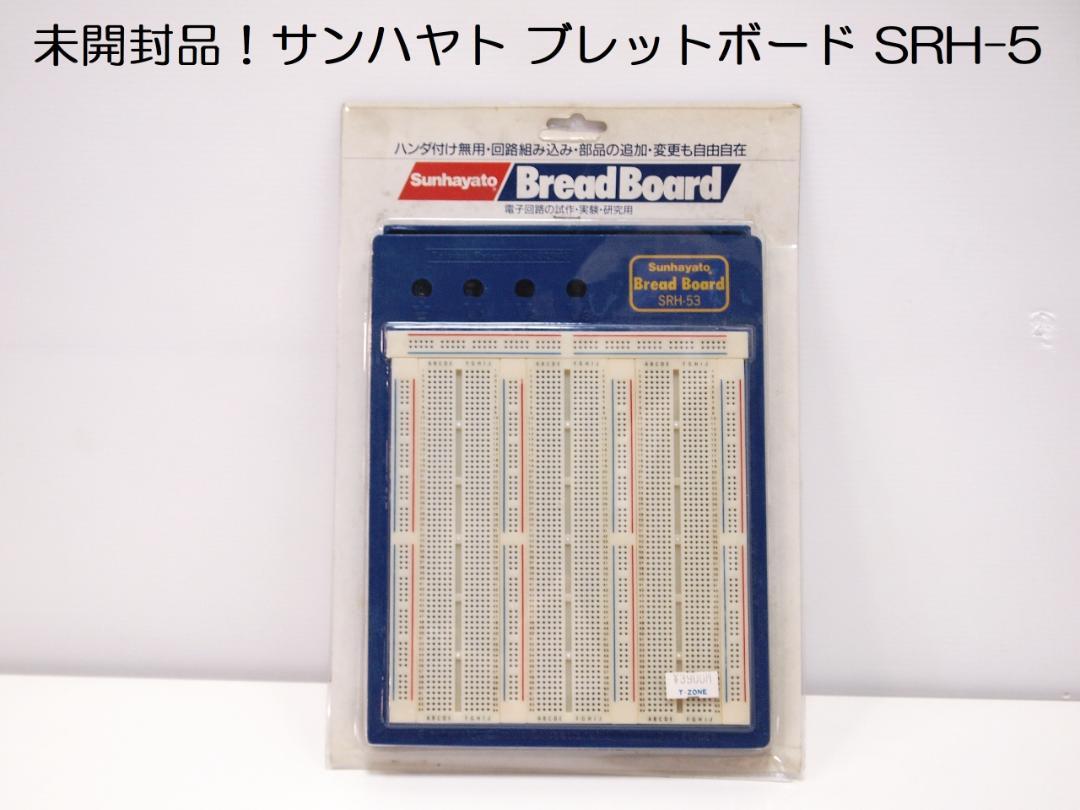 未開封品！サンハヤト ブレットボード SRH-5
ハンダ付け無用・回路組み込み・部品の追加・変更も自由自在
Sunhayato BreadBoard
電子回路の試作・実験・研究用
Sunhayato
Bread Board
SRH-53
A B C D E F G H I J A B C D E F G H I J A B C D E F G H I J
¥3900
T-ZONE
A B C D E F G H I J A B C D E F G H I J A B C D E F G H I J